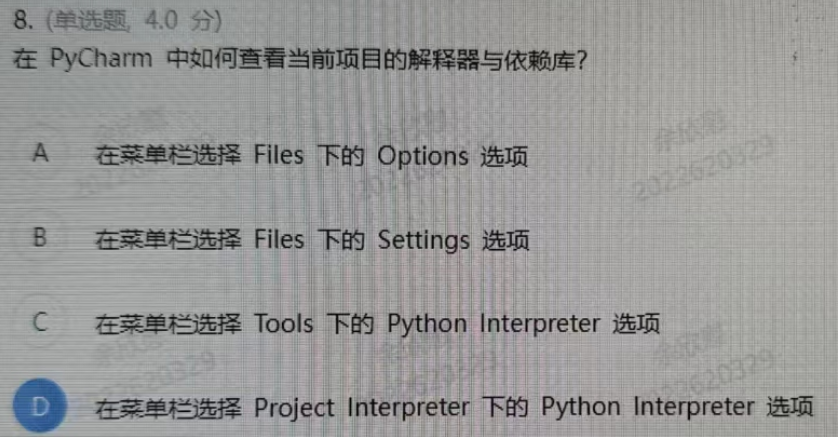 8. (单选题, 4.0 分)
在 PyCharm 中如何查看当前项目的解释器与依赖库?
A 在菜单栏选择 Files 下的 Options 选项
B 在菜单栏选择 Files 下的 Settings 选项
C 在菜单栏选择 Tools 下的 Python Interpreter 选项
D 在菜单栏选择 Project Interpreter 下的 Python Interpreter 选项